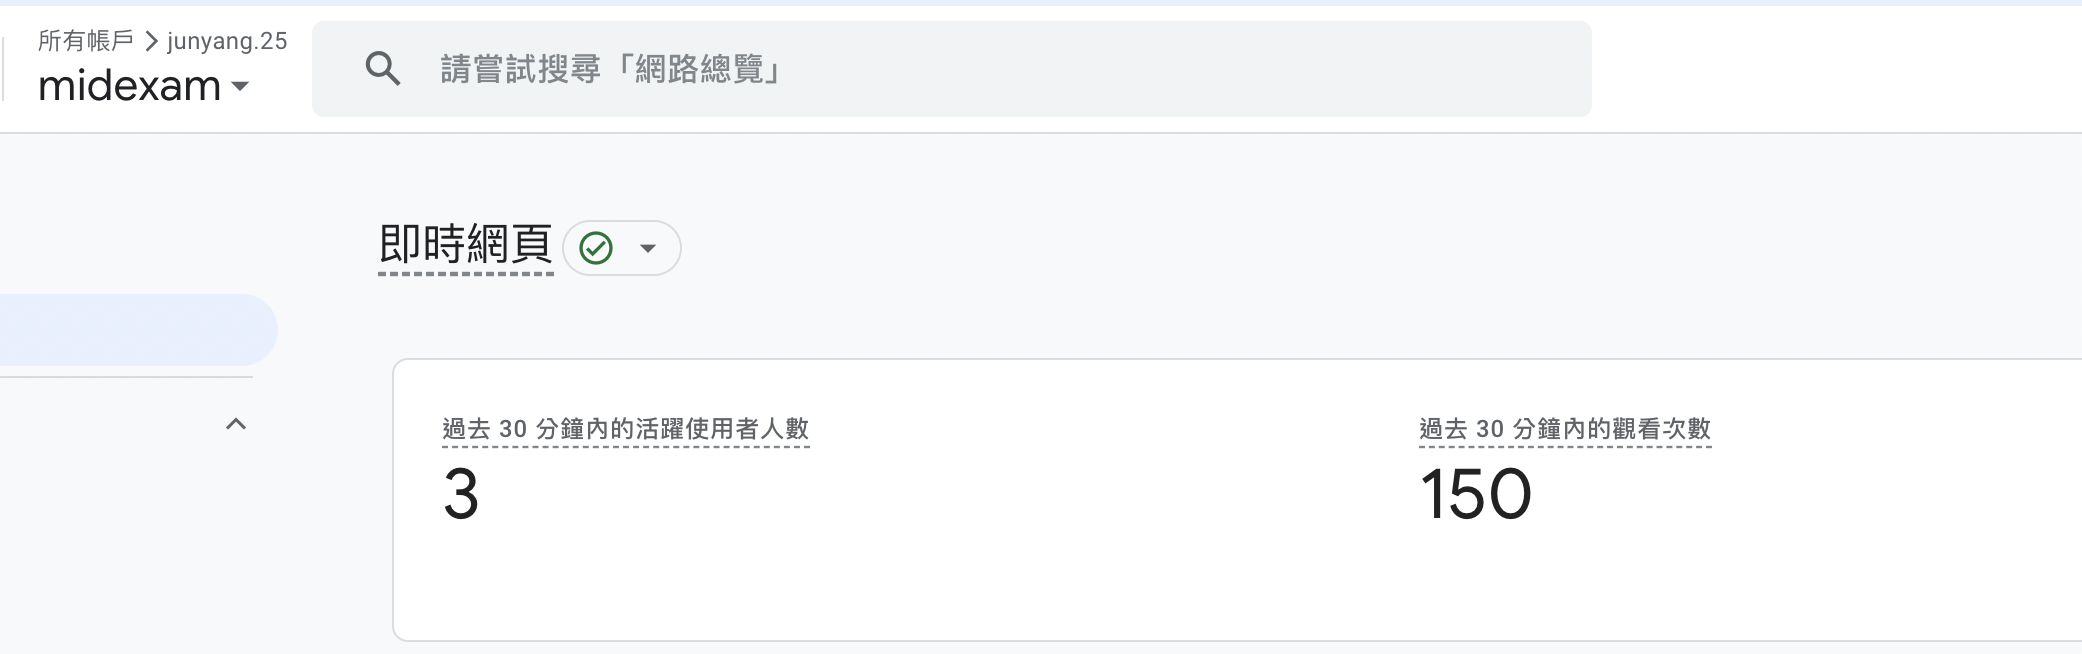 所有帳戶 > junyang.25
midexam
請嘗試搜尋「網路總覽」
即時網頁
過去 30 分鐘內的活躍使用者人數
3
過去 30 分鐘內的觀看次數
150